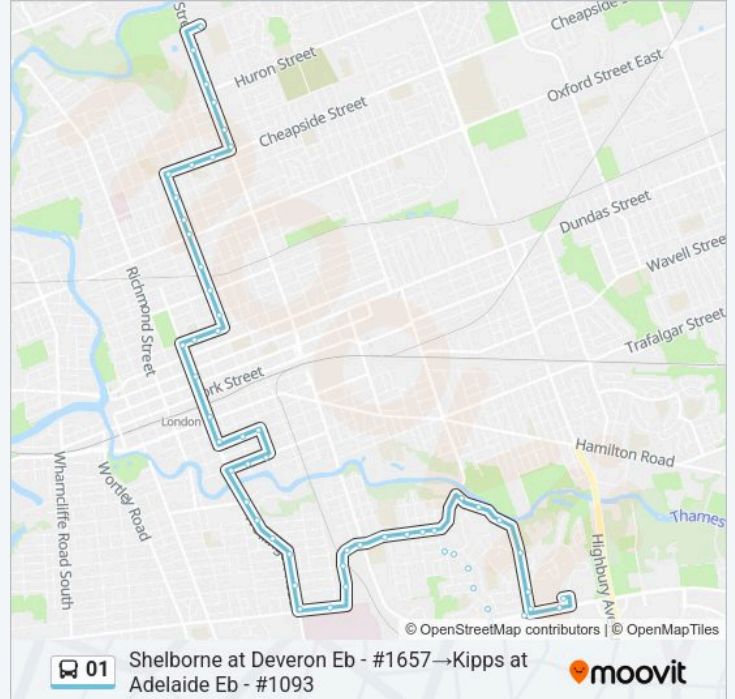 Stre
Cheapside S
Huron Street
Oxford Street East
Cheapside Street
Dundas Street
Wavell Stree
Richmond Street
Trafalgar Street
ork Street
London
Hamilton Road
Wharncliffe Road South
Wortley Road
Thames
Highbury Ave
© OpenStreetMap contributors | © OpenMapTiles
01
Shelborne at Deveron Eb - #1657→Kipps at
Adelaide Eb - #1093
moovit